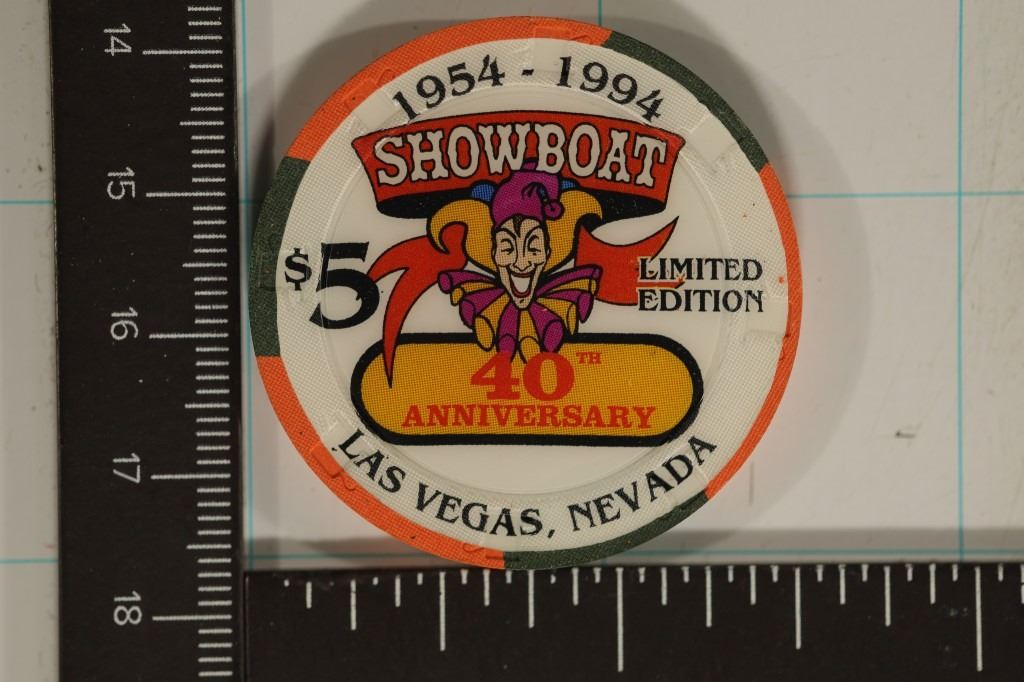 1954 - 1994
SHOWBOAT
$5
LIMITED
EDITION
40TH
ANNIVERSARY
LAS VEGAS, NEVADA
14
15
16
17
18